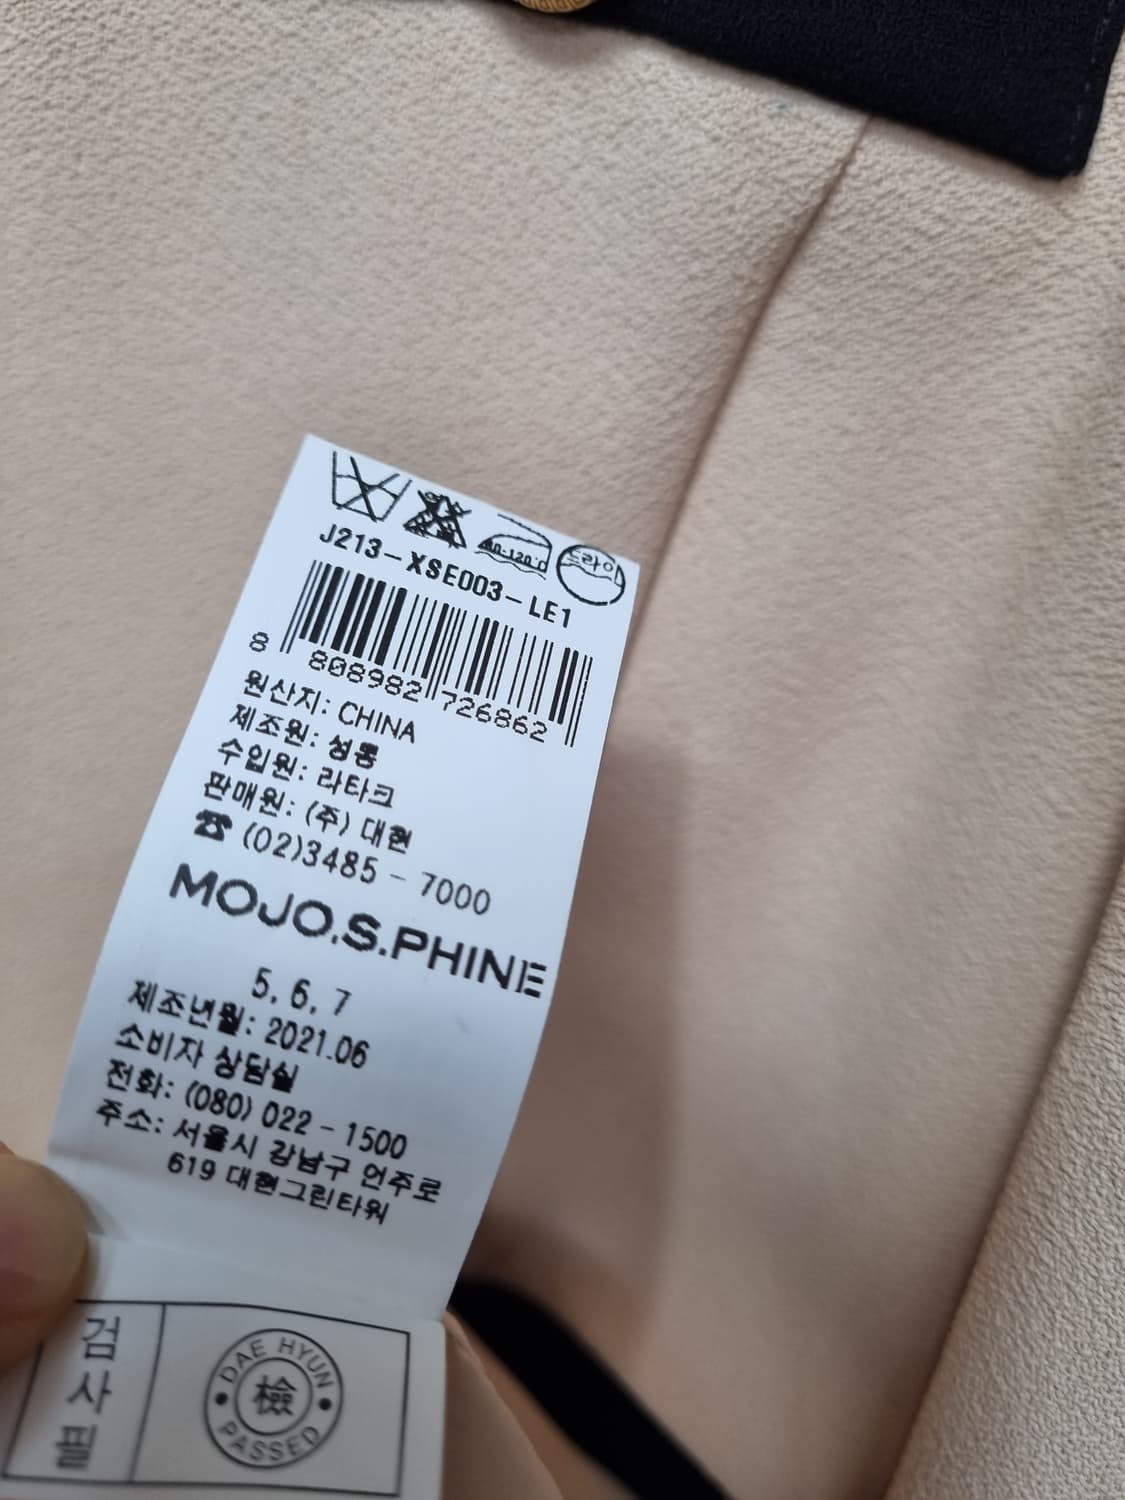 80-120℃ 드라이
J213-XSE003-LE1
8 808982 726862
원산지: CHINA
제조원: 성통
수입원: 라타크
판매원: (주) 대현
☎ (02)3485 - 7000
MOJO.S.PHINE
5, 6, 7
제조년월: 2021.06
소비자 상담실
전화: (080) 022 - 1500
주소: 서울시 강남구 언주로
619 대현그린타워
검사필
DAE HYUN
檢
PASSED